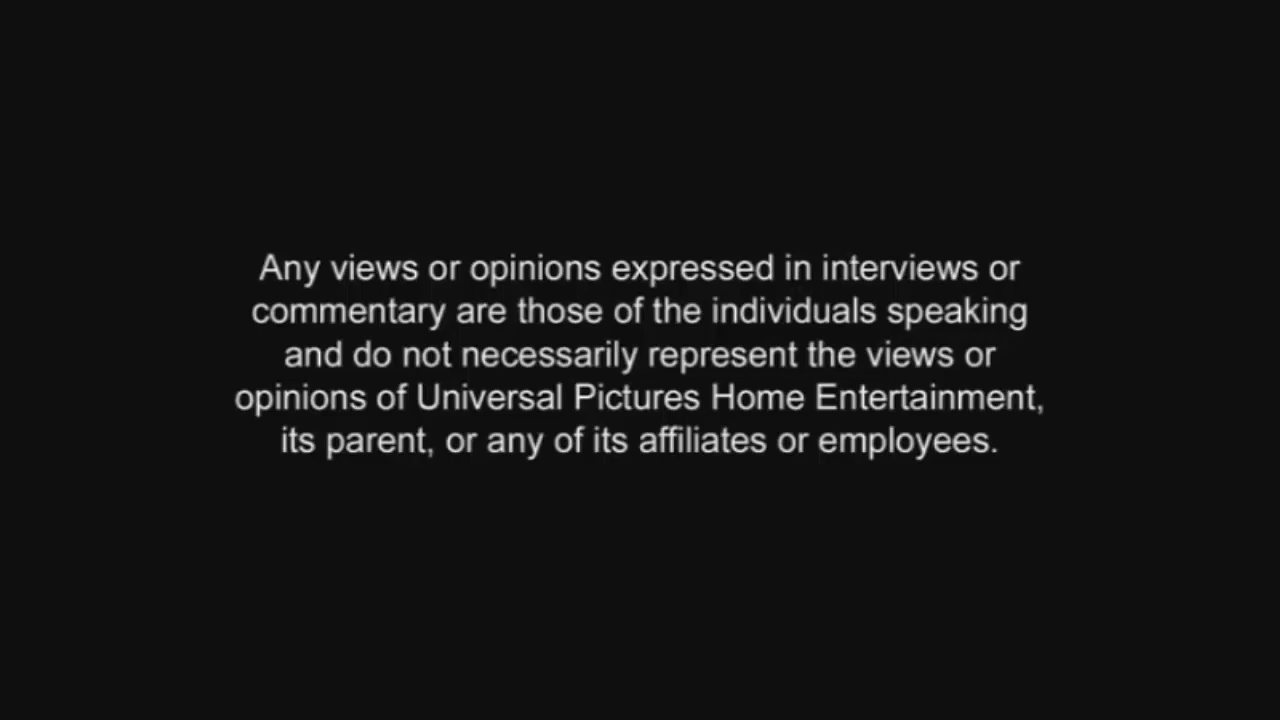 Any views or opinions expressed in interviews or
commentary are those of the individuals speaking
and do not necessarily represent the views or
opinions of Universal Pictures Home Entertainment,
its parent, or any of its affiliates or employees.